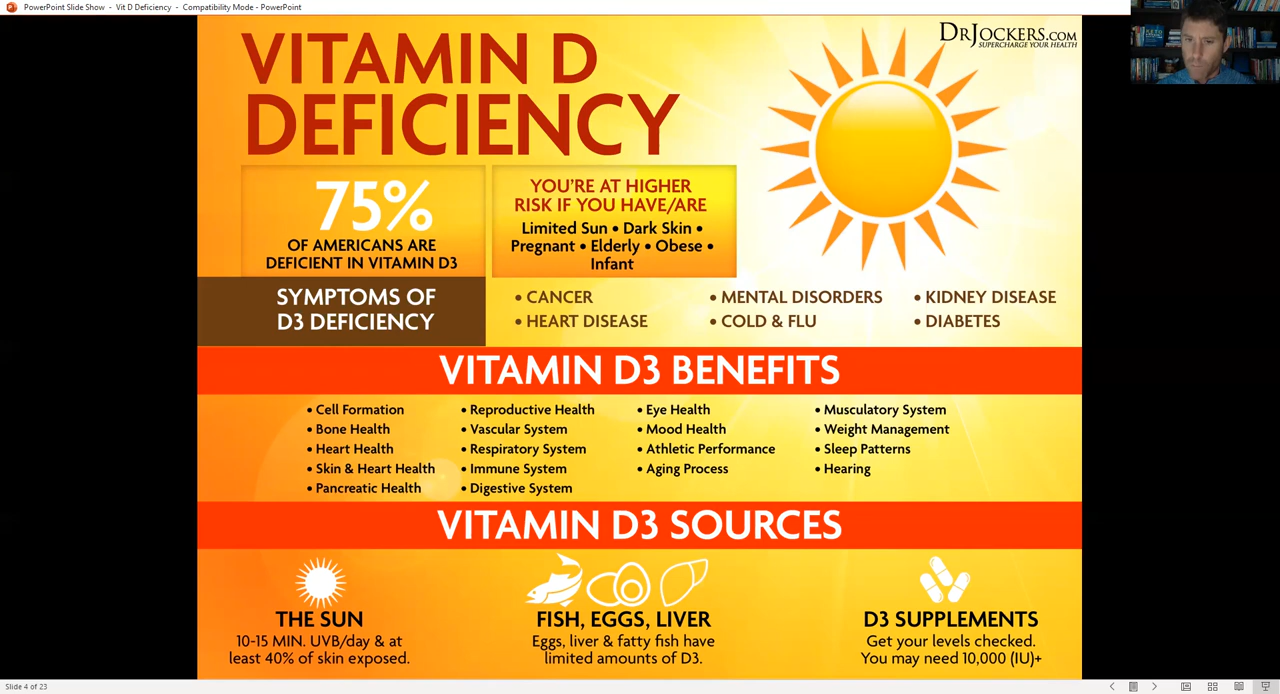 PowerPoint Slide Show - Vit D Deficiency - Compatibility Mode - PowerPoint
DRJOCKERS.COM
SUPERCHARGE YOUR HEALTH
VITAMIN D
DEFICIENCY
75%
OF AMERICANS ARE
DEFICIENT IN VITAMIN D3
YOU'RE AT HIGHER
RISK IF YOU HAVE/ARE
Limited Sun • Dark Skin •
Pregnant • Elderly • Obese •
Infant
SYMPTOMS OF
D3 DEFICIENCY
• CANCER
• HEART DISEASE
• MENTAL DISORDERS
• COLD & FLU
• KIDNEY DISEASE
• DIABETES
VITAMIN D3 BENEFITS
• Cell Formation
• Bone Health
• Heart Health
• Skin & Heart Health
• Pancreatic Health
• Reproductive Health
• Vascular System
• Respiratory System
• Immune System
• Digestive System
• Eye Health
• Mood Health
• Athletic Performance
• Aging Process
• Musculatory System
• Weight Management
• Sleep Patterns
• Hearing
VITAMIN D3 SOURCES
THE SUN
10-15 MIN. UVB/day & at
least 40% of skin exposed.
FISH, EGGS, LIVER
Eggs, liver & fatty fish have
limited amounts of D3.
D3 SUPPLEMENTS
Get your levels checked.
You may need 10,000 (IU)+
Slide 4 of 23